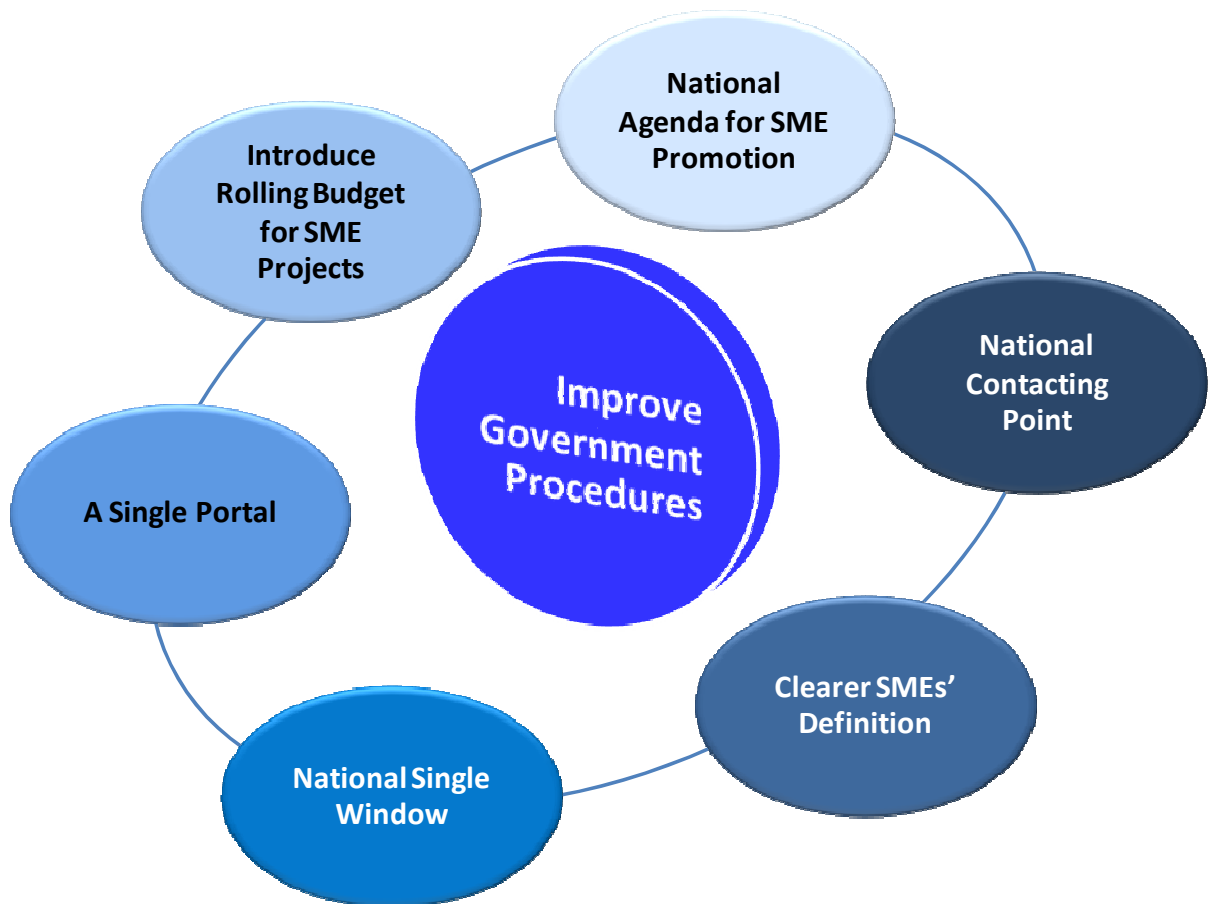 National
Agenda for SME
Promotion
Introduce
Rolling Budget
for SME
Projects
National
Contacting
Point
Improve
Government
Procedures
A Single Portal
Clearer SMEs’
Definition
National Single
Window